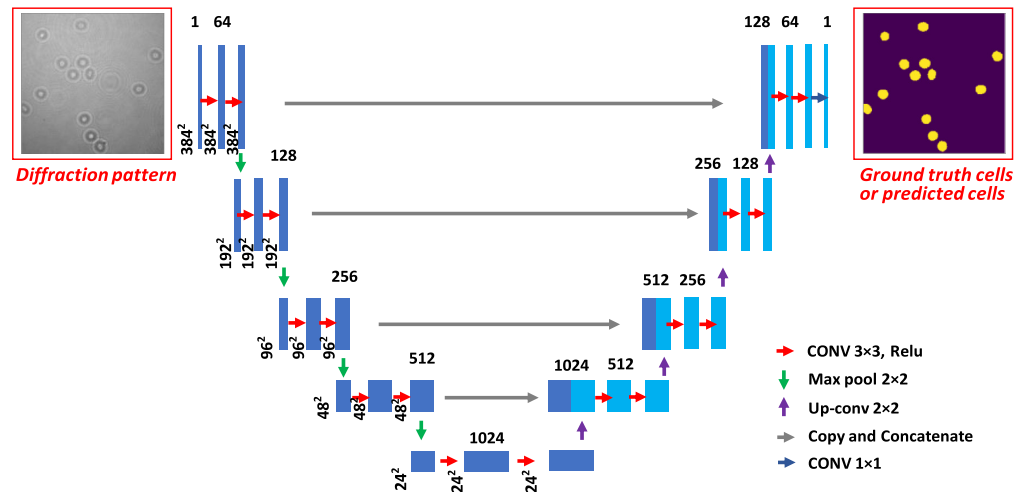 1 64
128 64 1
384² 384² 384²
Diffraction pattern
Ground truth cells
or predicted cells
128
256 128
192² 192² 192²
256
512 256
96² 96² 96²
512
1024 512
48² 48² 48²
1024
24² 24² 24²
CONV 3×3, Relu
Max pool 2×2
Up-conv 2×2
Copy and Concatenate
CONV 1×1